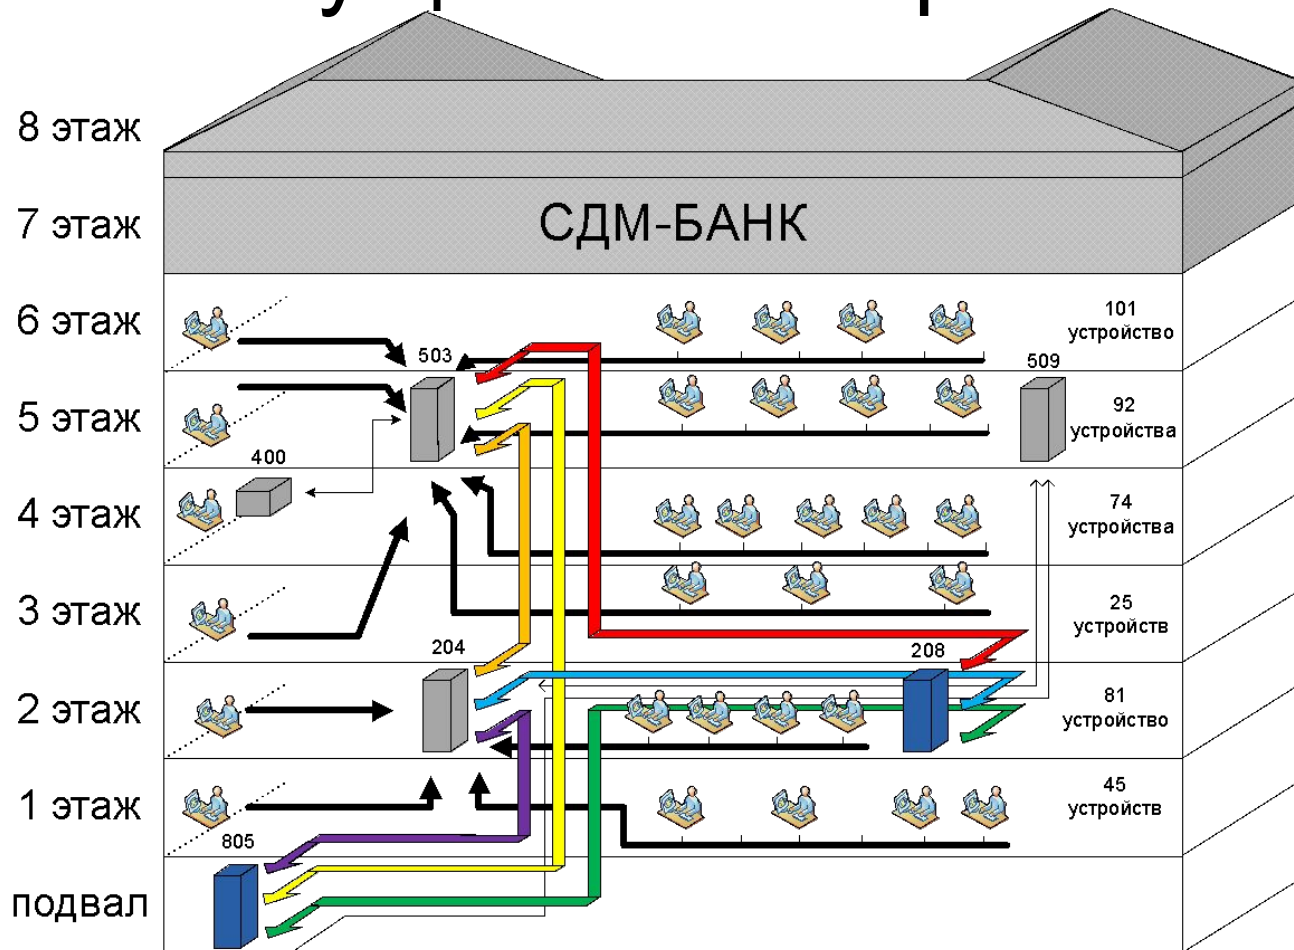 8 этаж
7 этаж
СДМ-БАНК
6 этаж
101
устройство
503
509
5 этаж
92
устройства
400
4 этаж
74
устройства
3 этаж
25
устройств
204
208
2 этаж
81
устройство
1 этаж
45
устройств
805
подвал